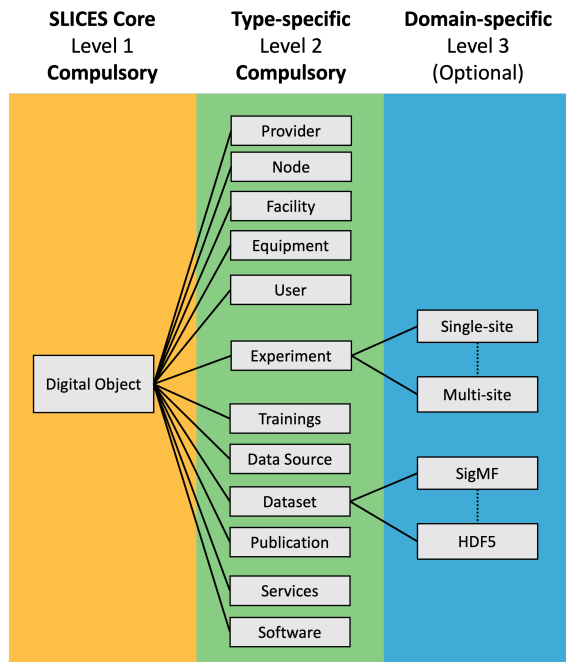 SLICES Core
Level 1
Compulsory
Type-specific
Level 2
Compulsory
Domain-specific
Level 3
(Optional)
Digital Object
Provider
Node
Facility
Equipment
User
Experiment
Trainings
Data Source
Dataset
Publication
Services
Software
Single-site
Multi-site
SigMF
HDF5